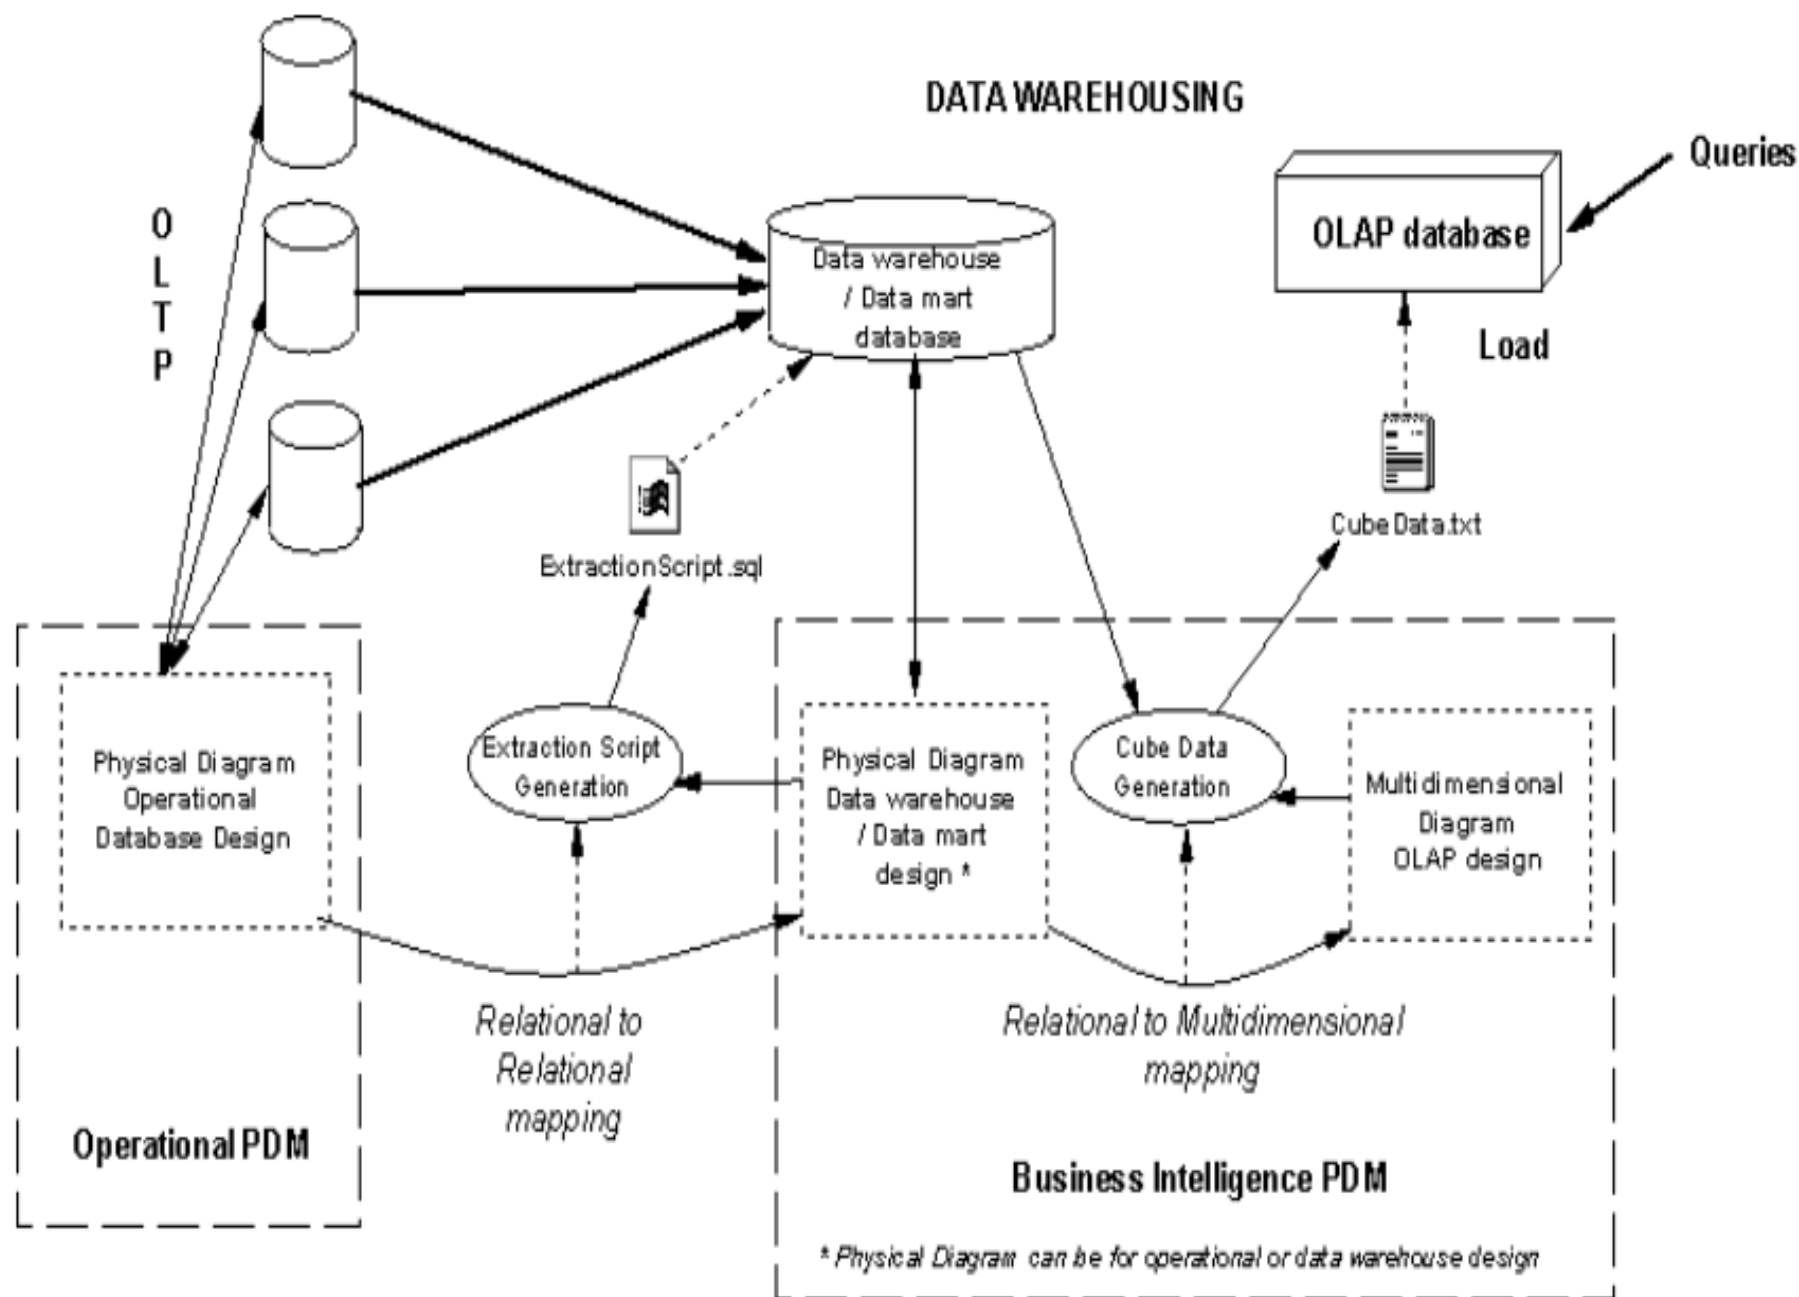 DATA WAREHOUSING
Queries
O
L
T
P
OLAP database
Data warehouse
/ Data mart
database
Load
CubeData.txt
ExtractionScript.sql
Physical Diagram
Operational
Database Design
Extraction Script
Generation
Physical Diagram
Data warehouse
/ Data mart
design *
Cube Data
Generation
Multidimensional
Diagram
OLAP design
Relational to
Relational
mapping
Relational to Multidimensional
mapping
Operational PDM
Business Intelligence PDM
* Physical Diagram can be for operational or data warehouse design